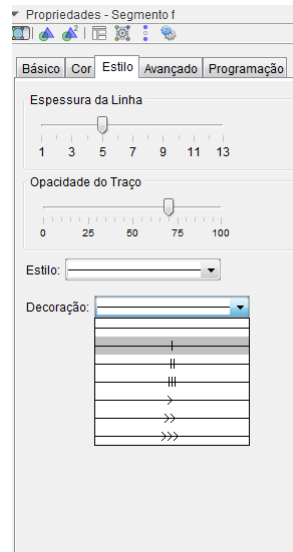 Propriedades - Segmento f
Básico Cor Estilo Avançado Programação
Espessura da Linha
1 3 5 7 9 11 13
Opacidade do Traço
0 25 50 75 100
Estilo:
Decoração: